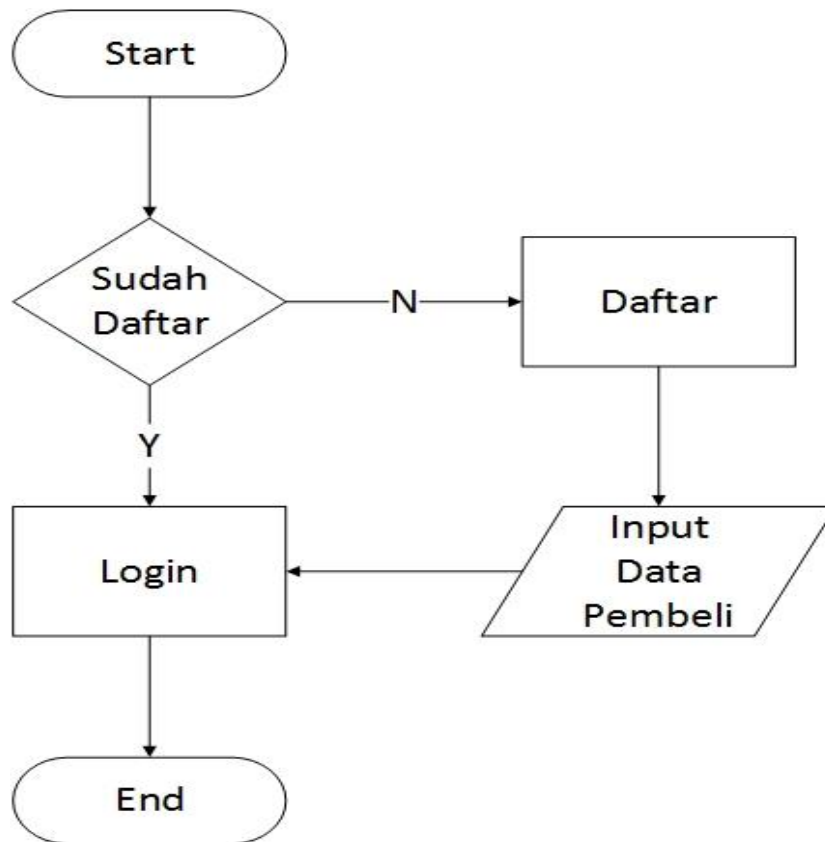 Start
Sudah
Daftar
N
Daftar
Y
Login
Input
Data
Pembeli
End